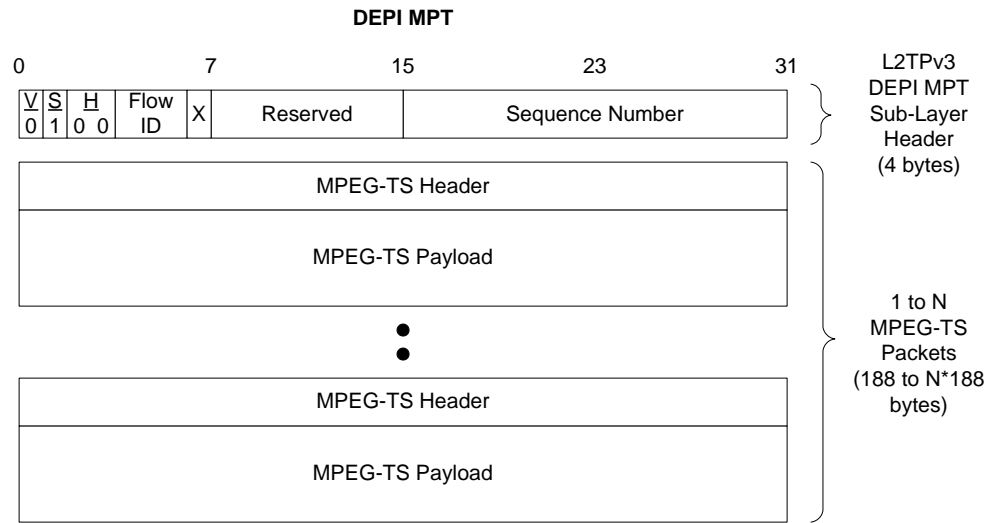 DEPI MPT
0 7 15 23 31
V S H Flow X Reserved Sequence Number
0 1 0 0 ID
L2TPv3
DEPI MPT
Sub-Layer
Header
(4 bytes)
MPEG-TS Header
MPEG-TS Payload
MPEG-TS Header
MPEG-TS Payload
1 to N
MPEG-TS
Packets
(188 to N*188
bytes)